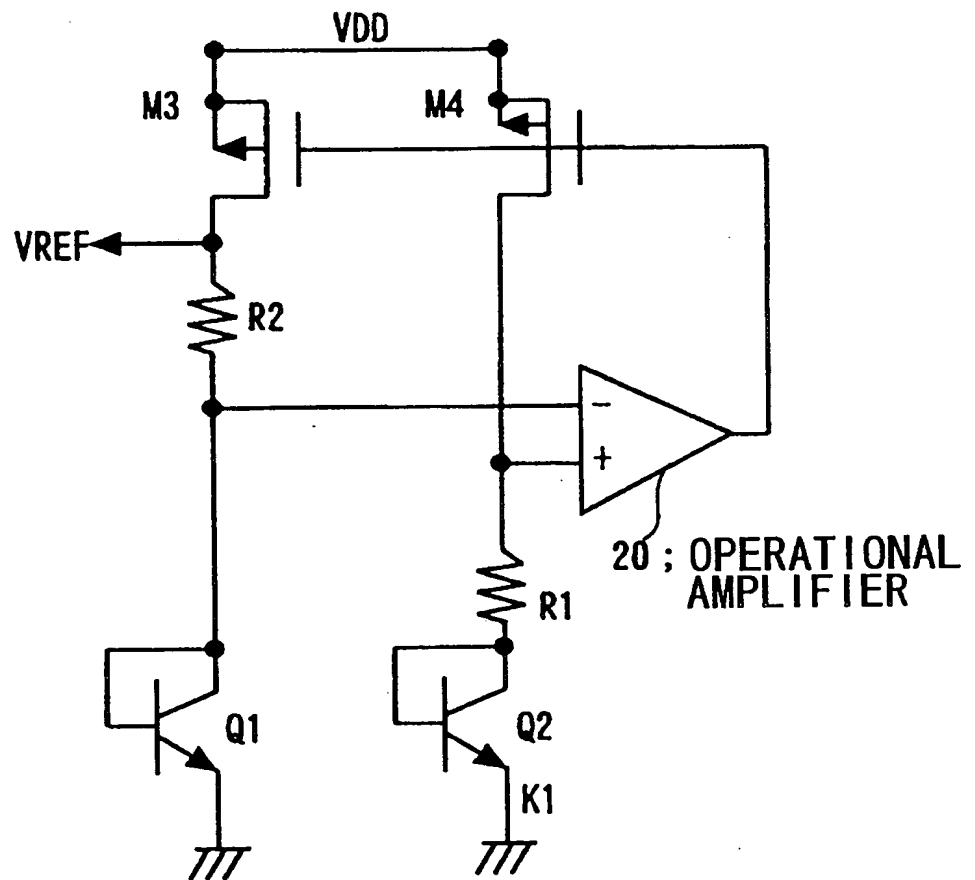 VDD
M3
M4
VREF
R2
-
+
20 ; OPERATIONAL
AMPLIFIER
R1
Q1
Q2
K1